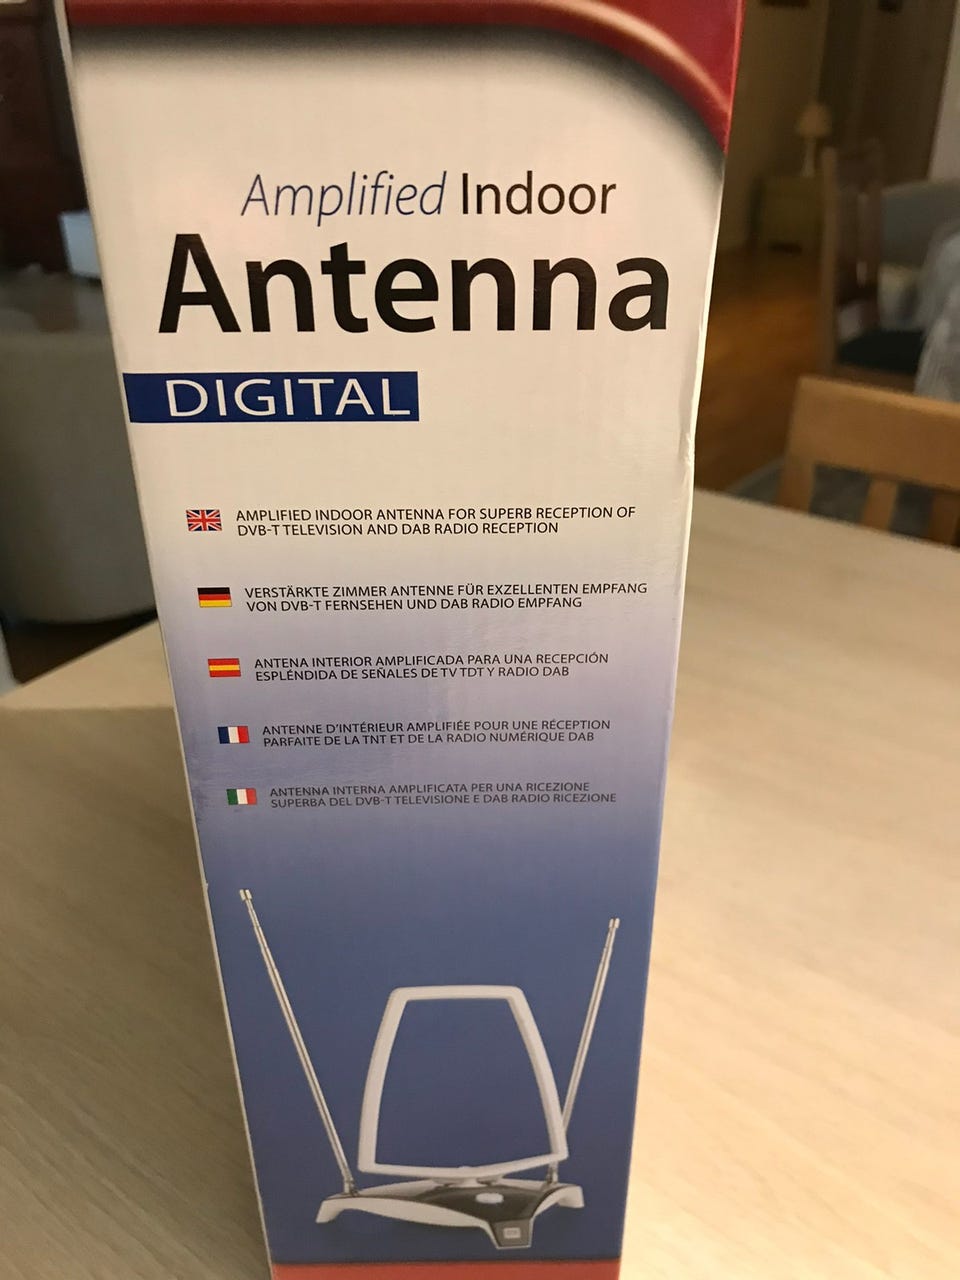 Amplified Indoor
Antenna
DIGITAL
AMPLIFIED INDOOR ANTENNA FOR SUPERB RECEPTION OF
DVB-T TELEVISION AND DAB RADIO RECEPTION
VERSTÄRKTE ZIMMER ANTENNE FÜR EXZELLENTEN EMPFANG
VON DVB-T FERNSEHEN UND DAB RADIO EMPFANG
ANTENA INTERIOR AMPLIFICADA PARA UNA RECEPCIÓN
ESPLÉNDIDA DE SEÑALES DE TV TDT Y RADIO DAB
ANTENNE D'INTÉRIEUR AMPLIFIÉE POUR UNE RÉCEPTION
PARFAITE DE LA TNT ET DE LA RADIO NUMÉRIQUE DAB
ANTENNA INTERNA AMPLIFICATA PER UNA RICEZIONE
SUPERBA DEL DVB-T TELEVISIONE E DAB RADIO RICEZIONE